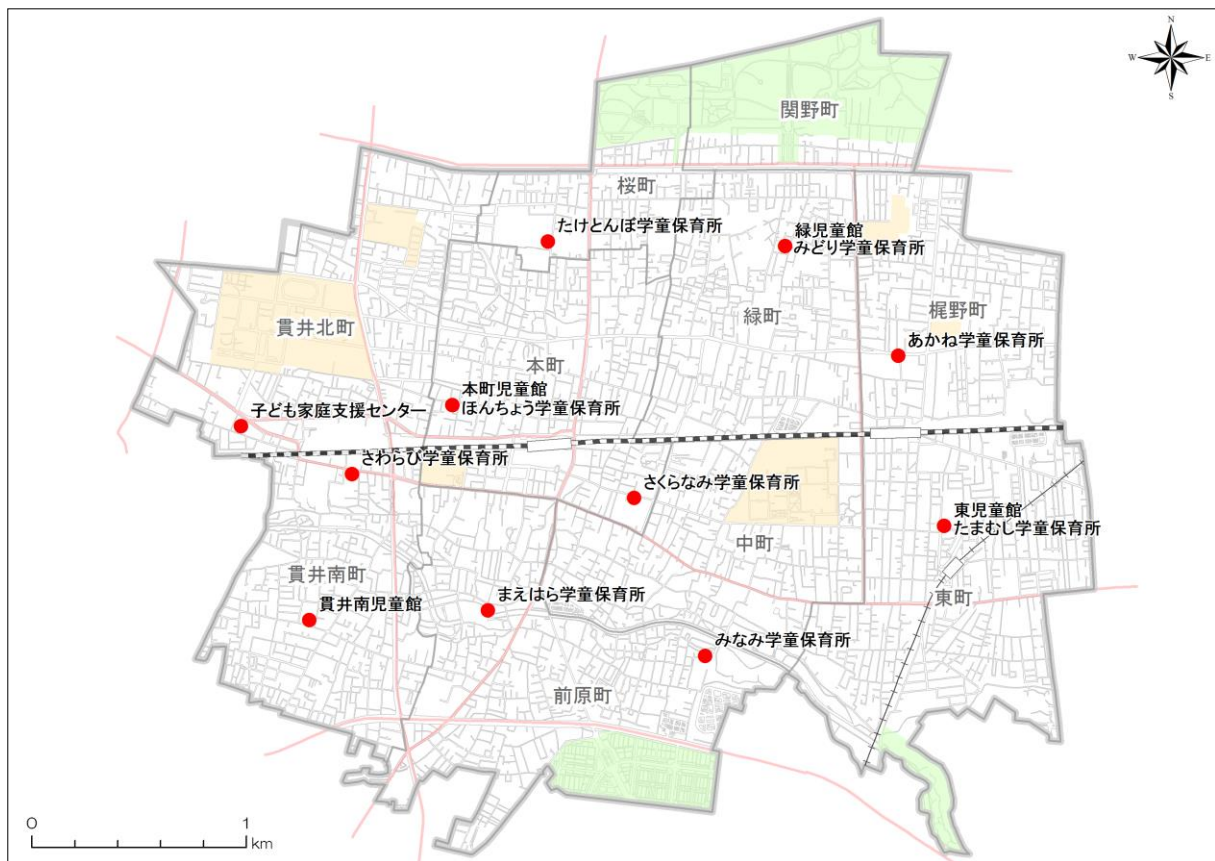 N
W
E
S
関野町
桜町
たけとんぼ学童保育所
緑児童館
みどり学童保育所
貫井北町
緑町
梶野町
あかね学童保育所
本町
本町児童館
ほんちょう学童保育所
子ども家庭支援センター
さわらび学童保育所
さくらなみ学童保育所
東児童館
たまむし学童保育所
中町
貫井南町
まえはら学童保育所
貫井南児童館
東町
みなみ学童保育所
前原町
0
1
km